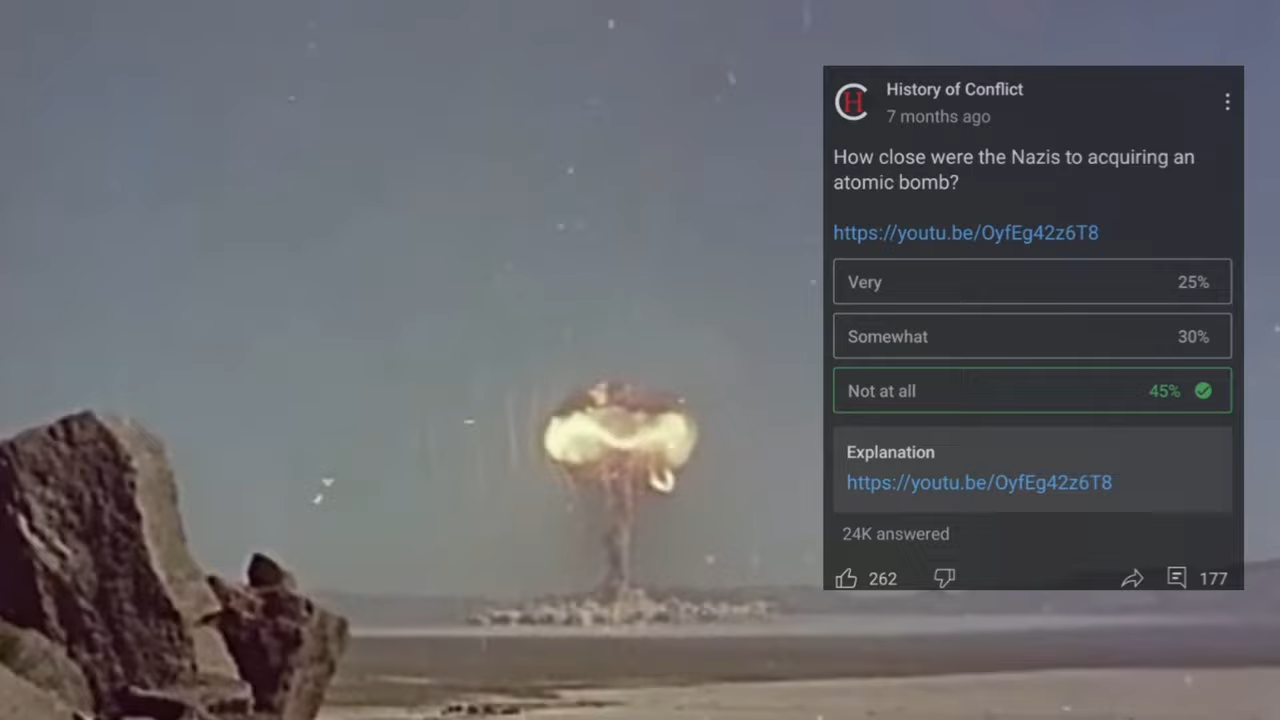 History of Conflict
7 months ago
How close were the Nazis to acquiring an
atomic bomb?
https://youtu.be/OyfEg42z6T8
Very 25%
Somewhat 30%
Not at all 45%
Explanation
https://youtu.be/OyfEg42z6T8
24K answered
262 177